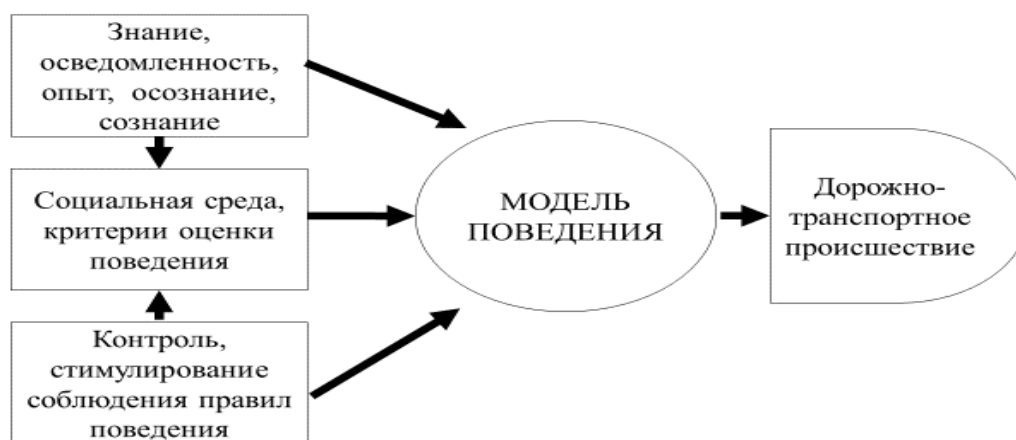 Знание,
осведомленность,
опыт, осознание,
сознание
Социальная среда,
критерии оценки
поведения
Контроль,
стимулирование
соблюдения правил
поведения
МОДЕЛЬ
ПОВЕДЕНИЯ
Дорожно-
транспортное
происшествие